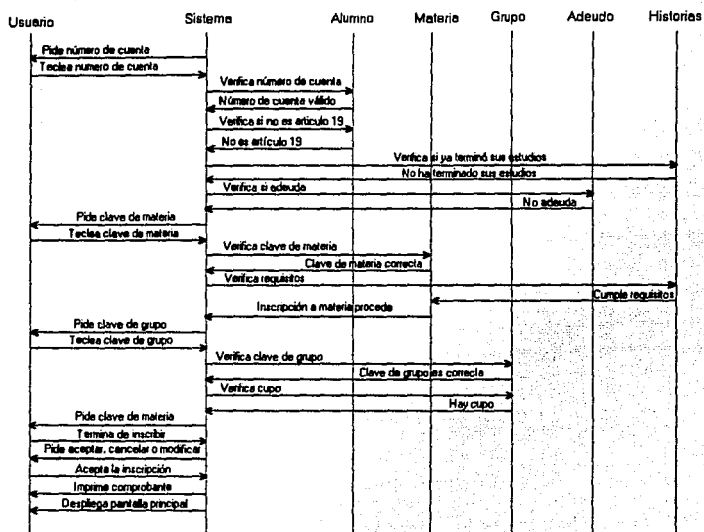 Usuario Sistema Alumno Materia Grupo Adeudo Historias
Pide número de cuenta
Teclea numero de cuenta
Verifica número de cuenta
Número de cuenta válido
Verifica si no es articulo 19
No es artículo 19
Verifica si ya terminó sus estudios
No ha terminado sus estudios
Verifica si adeuda
No adeuda
Pide clave de materia
Teclea clave de materia
Verifica clave de materia
Clave de materia correcta
Verifica requisitos
Cumple requisitos
Inscripción a materia procede
Pide clave de grupo
Teclea clave de grupo
Verifica clave de grupo
Clave de grupo es correcta
Verifica cupo
Hay cupo
Pide clave de materia
Termina de inscribir
Pide aceptar, cancelar o modificar
Acepta la inscripción
Imprime comprobante
Despliega pantalla principal